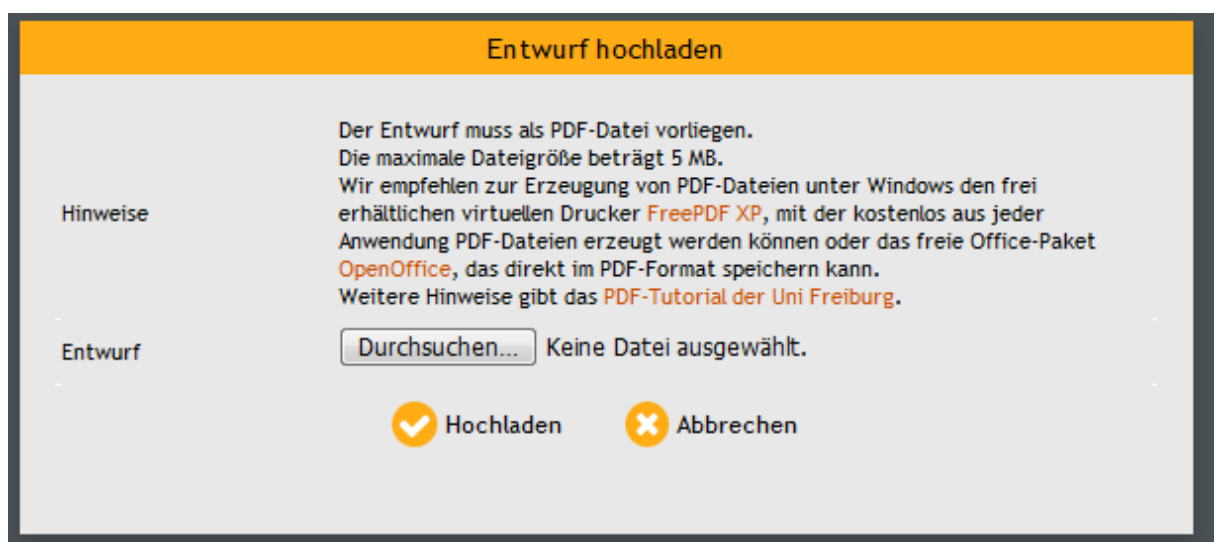 Entwurf hochladen
Der Entwurf muss als PDF-Datei vorliegen.
Die maximale Dateigröße beträgt 5 MB.
Wir empfehlen zur Erzeugung von PDF-Dateien unter Windows den frei
Hinweise
erhältlichen virtuellen Drucker FreePDF XP, mit der kostenlos aus jeder
Anwendung PDF-Dateien erzeugt werden können oder das freie Office-Paket
OpenOffice, das direkt im PDF-Format speichern kann.
Weitere Hinweise gibt das PDF-Tutorial der Uni Freiburg.
Entwurf
Durchsuchen... Keine Datei ausgewählt.
Hochladen Abbrechen